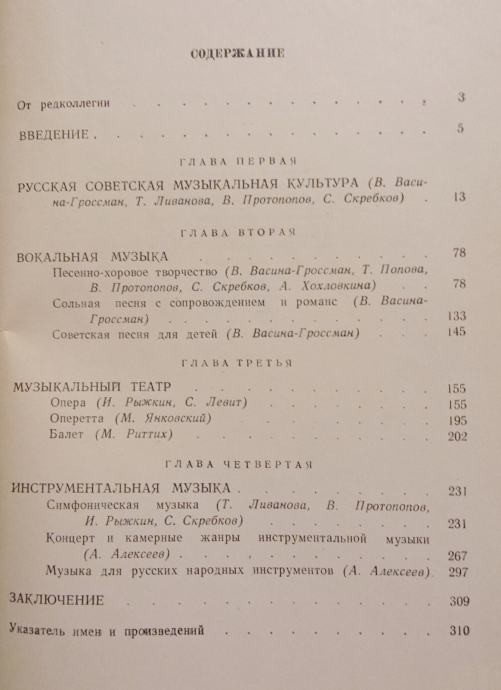 СОДЕРЖАНИЕ
От редколлегии . . . . . . . . . . . . 3
ВВЕДЕНИЕ . . . . . . . . . . . . . 5
ГЛАВА ПЕРВАЯ
РУССКАЯ СОВЕТСКАЯ МУЗЫКАЛЬНАЯ КУЛЬТУРА (В. Васи-
на-Гроссман, Т. Ливанова, В. Протопопов, С. Скребков) . 13
ГЛАВА ВТОРАЯ
ВОКАЛЬНАЯ МУЗЫКА . . . . . . . . . . 78
Песенно-хоровое творчество (В. Васина-Гроссман, Т. Попова,
В. Протопопов, С. Скребков, А. Хохловкина) . . 78
Сольная песня с сопровождением и романс (В. Васина-
Гроссман) . . . . . . . . . . . 133
Советская песня для детей (В. Васина-Гроссман) . . . 145
ГЛАВА ТРЕТЬЯ
МУЗЫКАЛЬНЫЙ ТЕАТР . . . . . . . . . 155
Опера (И. Рыжкин, С. Левит) . . . . . . . 155
Оперетта (М. Янковский) . . . . . . . . 195
Балет (М. Риттих) . . . . . . . . . 202
ГЛАВА ЧЕТВЕРТАЯ
ИНСТРУМЕНТАЛЬНАЯ МУЗЫКА . . . . . . . . 231
Симфоническая музыка (Т. Ливанова, В. Протопопов,
И. Рыжкин, С. Скребков) . . . . . . . . 231
Концерт и камерные жанры инструментальной музыки
(А. Алексеев) . . . . . . . . . . 267
Музыка для русских народных инструментов (А. Алексеев) . 297
ЗАКЛЮЧЕНИЕ . . . . . . . . . . . . 309
Указатель имен и произведений . . . . . . . . 310